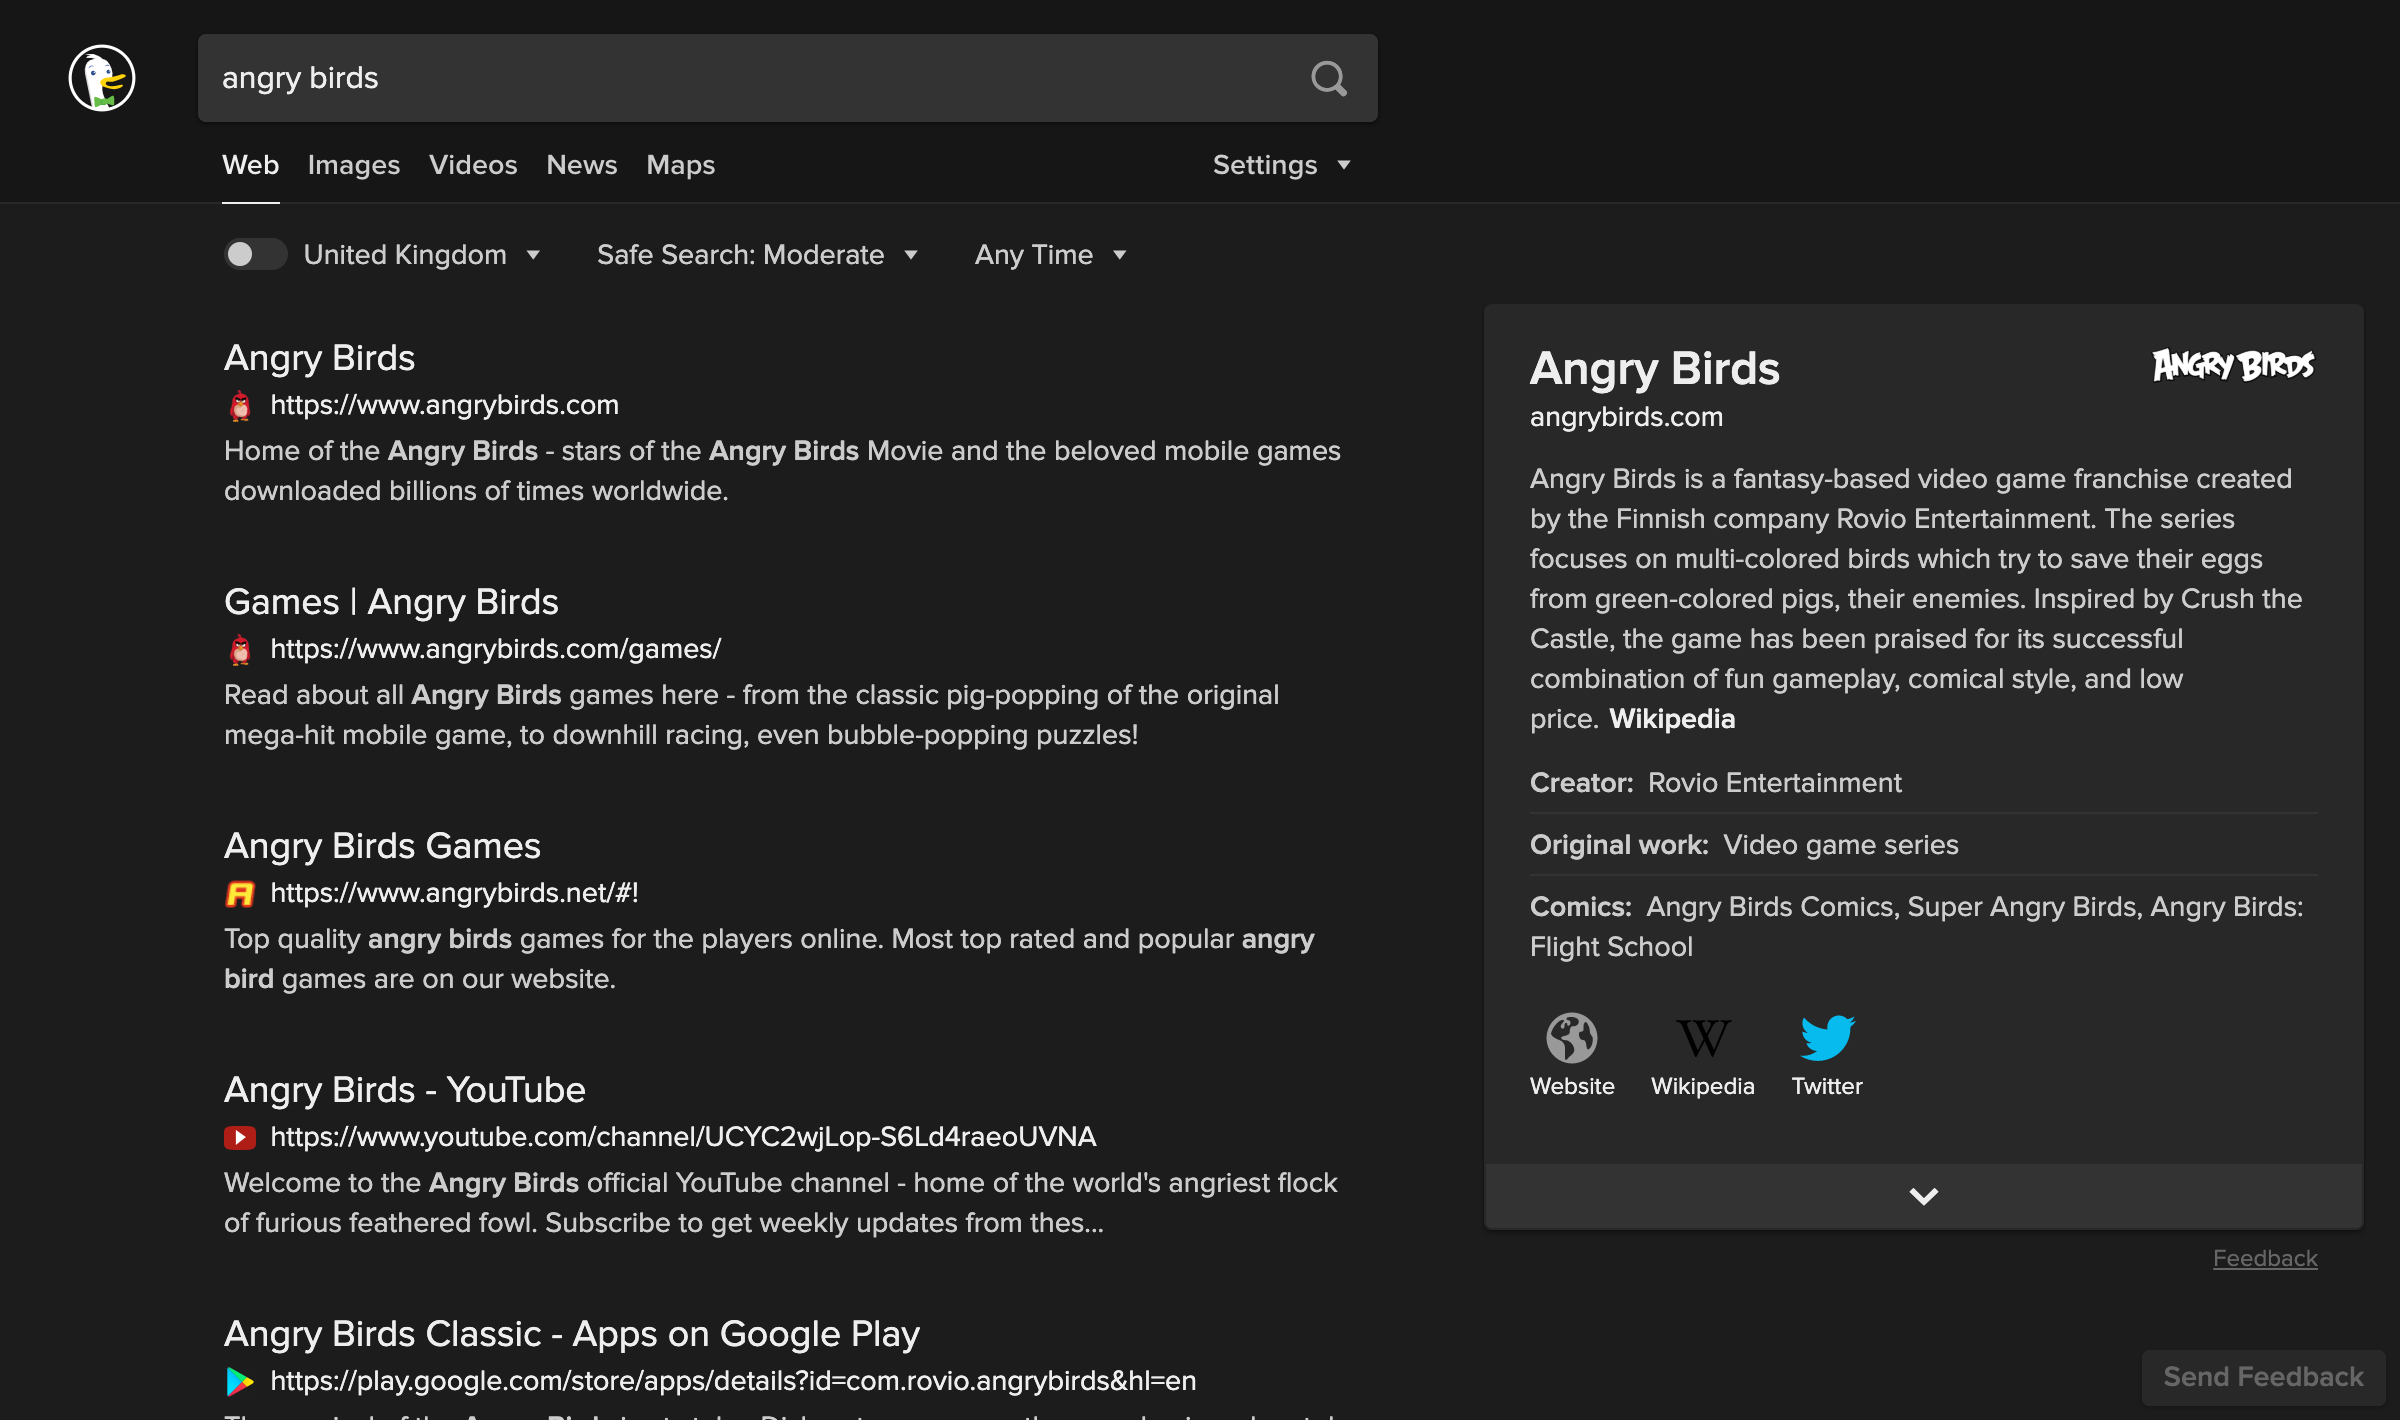 angry birds
Web Images Videos News Maps Settings
United Kingdom Safe Search: Moderate Any Time
Angry Birds
https://www.angrybirds.com
Home of the Angry Birds - stars of the Angry Birds Movie and the beloved mobile games
downloaded billions of times worldwide.
Games | Angry Birds
https://www.angrybirds.com/games/
Read about all Angry Birds games here - from the classic pig-popping of the original
mega-hit mobile game, to downhill racing, even bubble-popping puzzles!
Angry Birds Games
https://www.angrybirds.net/#!
Top quality angry birds games for the players online. Most top rated and popular angry
bird games are on our website.
Angry Birds - YouTube
https://www.youtube.com/channel/UCYC2wjLop-S6Ld4raeoUVNA
Welcome to the Angry Birds official YouTube channel - home of the world's angriest flock
of furious feathered fowl. Subscribe to get weekly updates from thes...
Angry Birds Classic - Apps on Google Play
https://play.google.com/store/apps/details?id=com.rovio.angrybirds&hl=en
Angry Birds
ANGRY BIRDS
angrybirds.com
Angry Birds is a fantasy-based video game franchise created
by the Finnish company Rovio Entertainment. The series
focuses on multi-colored birds which try to save their eggs
from green-colored pigs, their enemies. Inspired by Crush the
Castle, the game has been praised for its successful
combination of fun gameplay, comical style, and low
price. Wikipedia
Creator: Rovio Entertainment
Original work: Video game series
Comics: Angry Birds Comics, Super Angry Birds, Angry Birds:
Flight School
W
Website Wikipedia Twitter
Feedback
Send Feedback